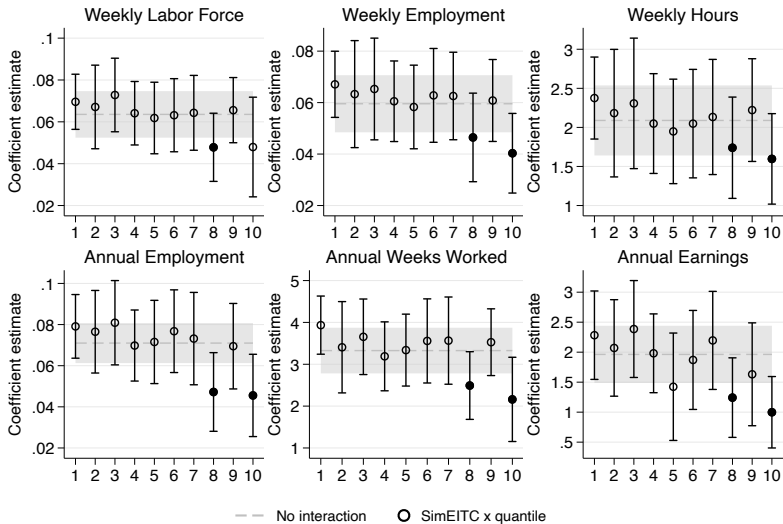 Weekly Labor Force
Weekly Employment
Weekly Hours
Coefficient estimate
.1
.08
.06
.04
.02
1 2 3 4 5 6 7 8 9 10
Coefficient estimate
.08
.06
.04
.02
1 2 3 4 5 6 7 8 9 10
Coefficient estimate
3
2.5
2
1.5
1
1 2 3 4 5 6 7 8 9 10
Annual Employment
Annual Weeks Worked
Annual Earnings
Coefficient estimate
.1
.08
.06
.04
.02
1 2 3 4 5 6 7 8 9 10
Coefficient estimate
5
4
3
2
1
1 2 3 4 5 6 7 8 9 10
Coefficient estimate
3
2.5
2
1.5
1
.5
1 2 3 4 5 6 7 8 9 10
No interaction
SimEITC x quantile